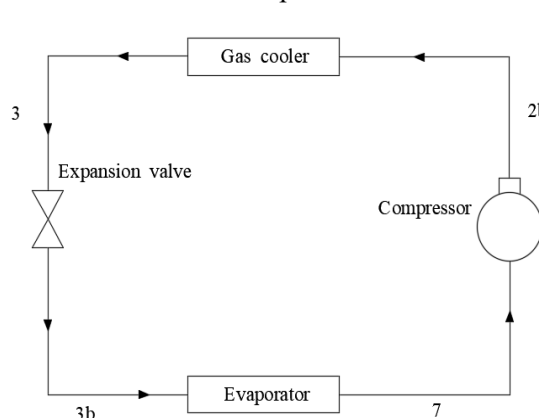 Gas cooler
3
2b
Expansion valve
Compressor
Evaporator
3b
7